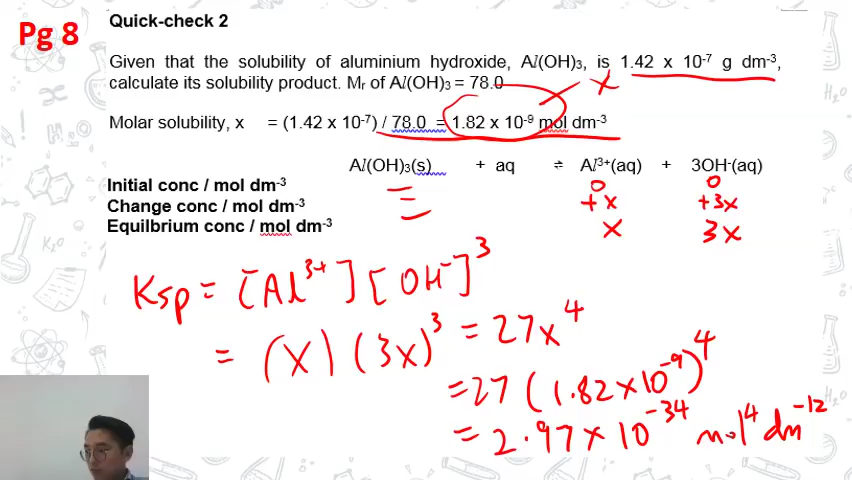 Pg 8
Quick-check 2
Given that the solubility of aluminium hydroxide, Al(OH)₃, is 1.42 x 10⁻⁷ g dm⁻³,
calculate its solubility product. Mᵣ of Al(OH)₃ = 78.0
x
Molar solubility, x = (1.42 x 10⁻⁷) / 78.0 = 1.82 x 10⁻⁹ mol dm⁻³
Al(OH)₃(s) + aq ⇌ Al³⁺(aq) + 3OH⁻(aq)
Initial conc / mol dm⁻³ 0 0
Change conc / mol dm⁻³ +x +3x
Equilbrium conc / mol dm⁻³ x 3x
Ksp = [Al³⁺][OH⁻]³
= (x)(3x)³ = 27x⁴
= 27(1.82×10⁻⁹)⁴
= 2.97×10⁻³⁴ mol⁴ dm⁻¹²